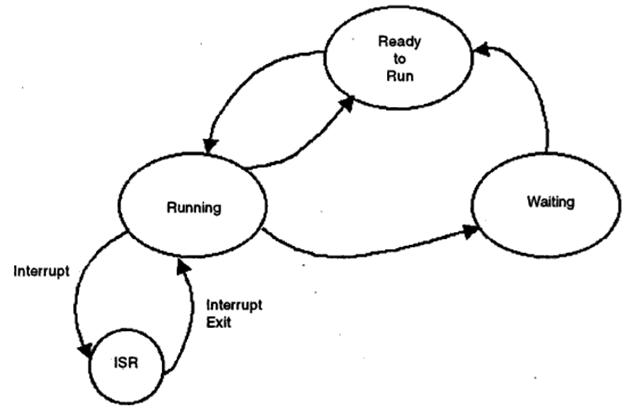 Ready
to
Run
Running
Waiting
Interrupt
Interrupt
Exit
ISR